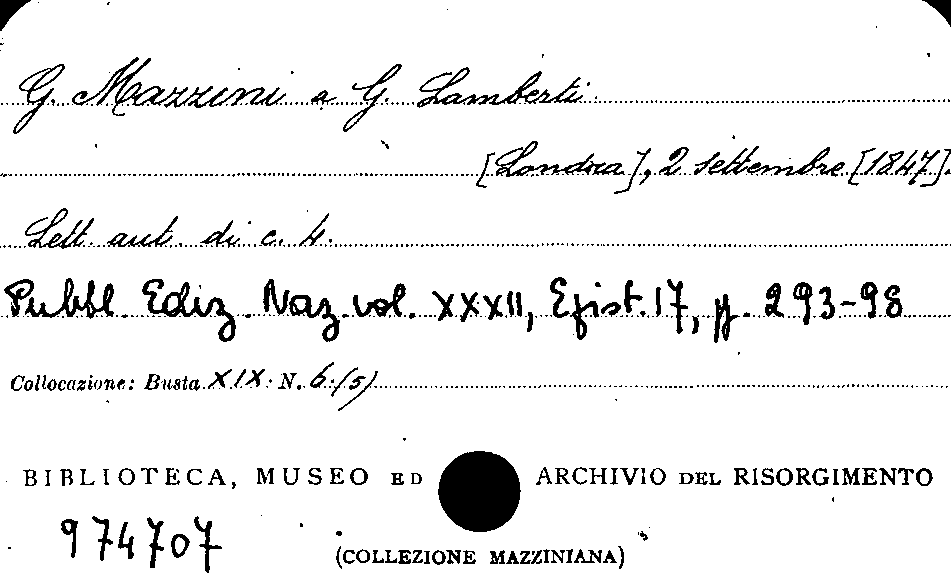 G. Mazzini a G. Lamberti.
[Londra], 2 settembre [1847].
Lett. aut. di c. 4.
Pubbl. Ediz. Naz. vol. XXXII, Epist. 17, pp. 293-98
Collocazione: Busta XIX. N. 6.(5)
BIBLIOTECA, MUSEO ED ARCHIVIO DEL RISORGIMENTO
974707
(COLLEZIONE MAZZINIANA)